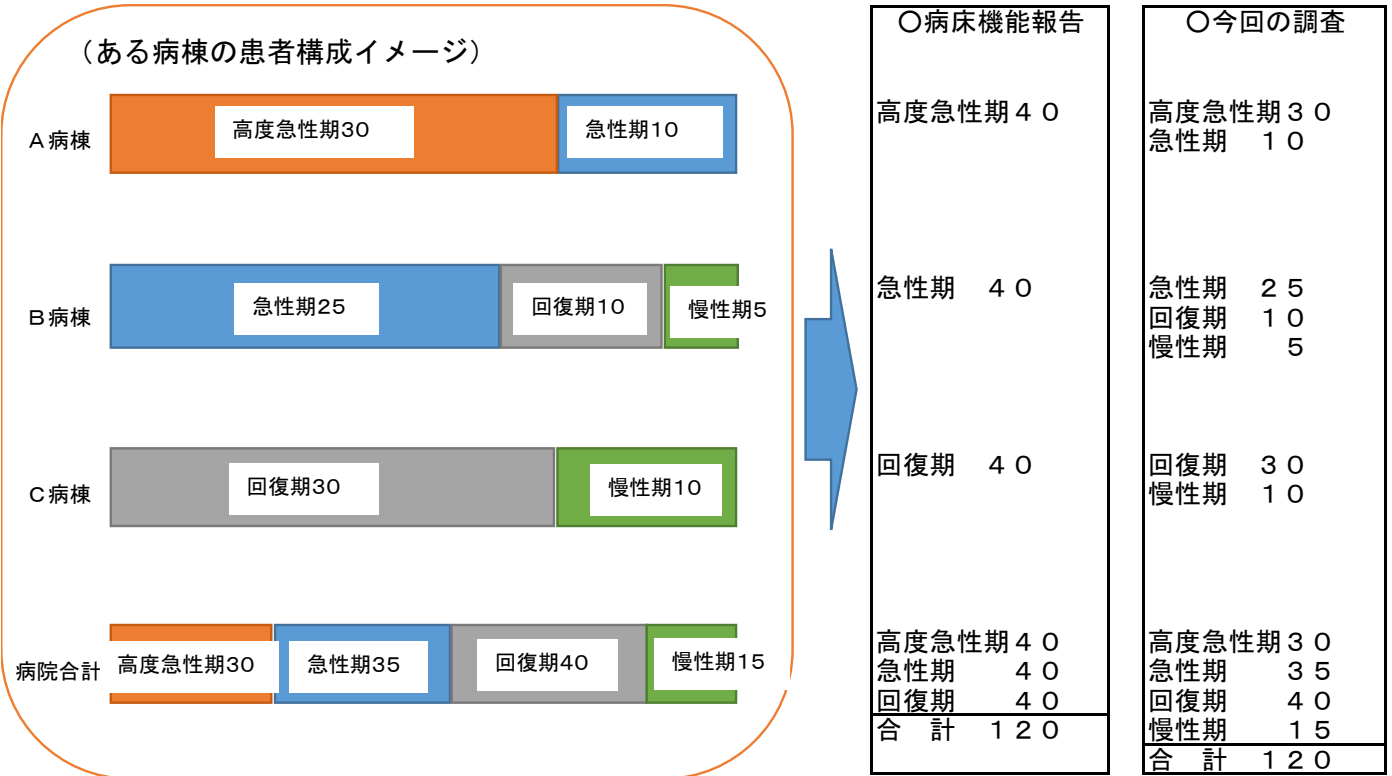 (ある病棟の患者構成イメージ)
A病棟
高度急性期30
急性期10
B病棟
急性期25
回復期10
慢性期5
C病棟
回復期30
慢性期10
病院合計
高度急性期30
急性期35
回復期40
慢性期15
〇病床機能報告
高度急性期40
急性期 40
回復期 40
高度急性期40
急性期 40
回復期 40
合 計 120
〇今回の調査
高度急性期30
急性期 10
急性期 25
回復期 10
慢性期 5
回復期 30
慢性期 10
高度急性期30
急性期 35
回復期 40
慢性期 15
合 計 120